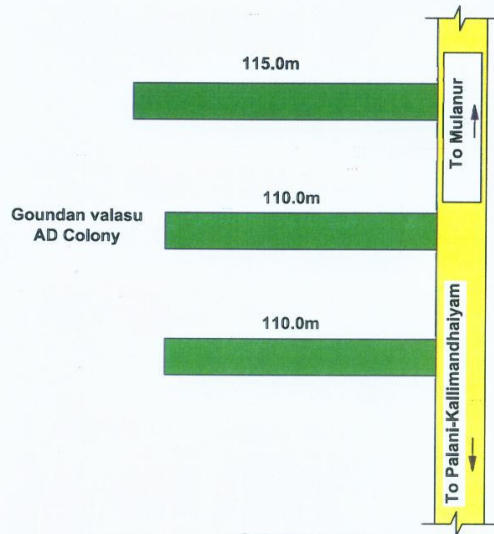 115.0m
To Mulanur
Goundan valasu
AD Colony
110.0m
110.0m
To Palani-Kallimandhaiyam